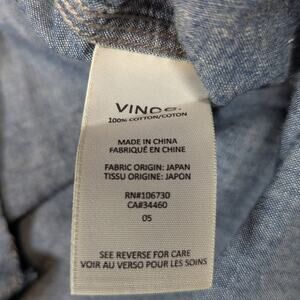 VINCE.
100% COTTON/COTON
MADE IN CHINA
FABRIQUÉ EN CHINE
FABRIC ORIGIN: JAPAN
TISSU ORIGINE: JAPON
RN#106730
CA#34460
05
SEE REVERSE FOR CARE
VOIR AU VERSO POUR LES SOINS